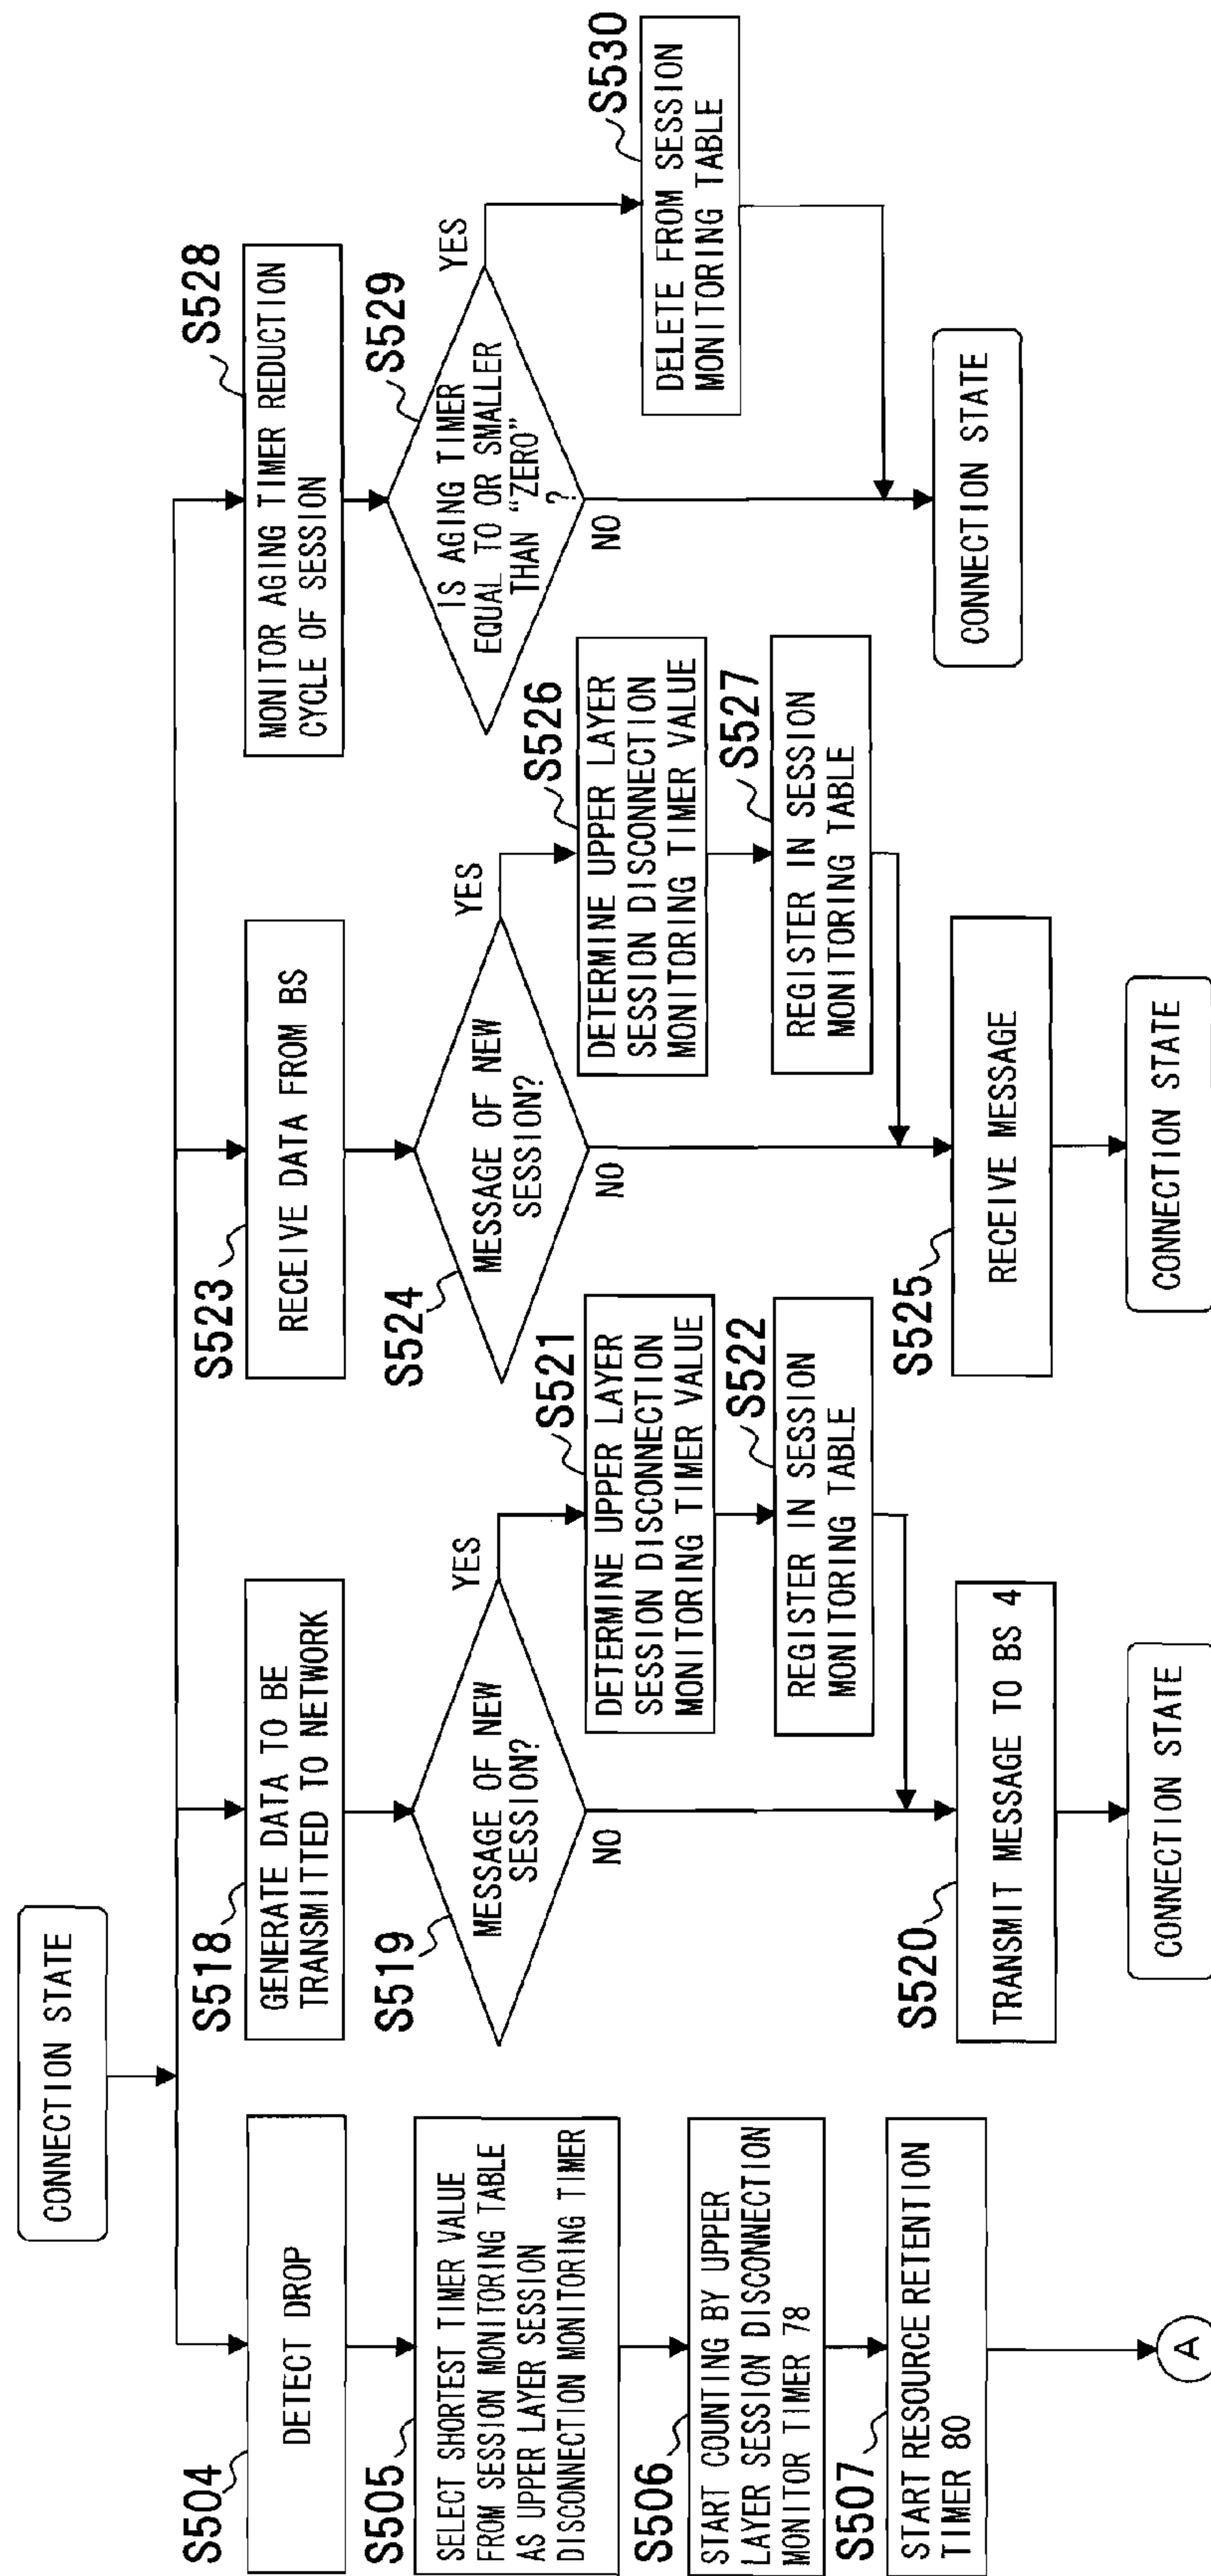 CONNECTION STATE
S504
DETECT DROP
S505
SELECT SHORTEST TIMER VALUE
FROM SESSION MONITORING TABLE
AS UPPER LAYER SESSION
DISCONNECTION MONITORING TIMER
S506
START COUNTING BY UPPER
LAYER SESSION DISCONNECTION
MONITOR TIMER 78
S507
START RESOURCE RETENTION
TIMER 80
A
S518
GENERATE DATA TO BE
TRANSMITTED TO NETWORK
S519
MESSAGE OF NEW
SESSION?
YES
NO
S521
DETERMINE UPPER LAYER
SESSION DISCONNECTION
MONITORING TIMER VALUE
S522
REGISTER IN SESSION
MONITORING TABLE
S520
TRANSMIT MESSAGE TO BS 4
CONNECTION STATE
S523
RECEIVE DATA FROM BS
S524
MESSAGE OF NEW
SESSION?
YES
NO
S526
DETERMINE UPPER LAYER
SESSION DISCONNECTION
MONITORING TIMER VALUE
S527
REGISTER IN SESSION
MONITORING TABLE
S525
RECEIVE MESSAGE
CONNECTION STATE
S528
MONITOR AGING TIMER REDUCTION
CYCLE OF SESSION
S529
IS AGING TIMER
EQUAL TO OR SMALLER
THAN "ZERO"
?
YES
NO
S530
DELETE FROM SESSION
MONITORING TABLE
CONNECTION STATE